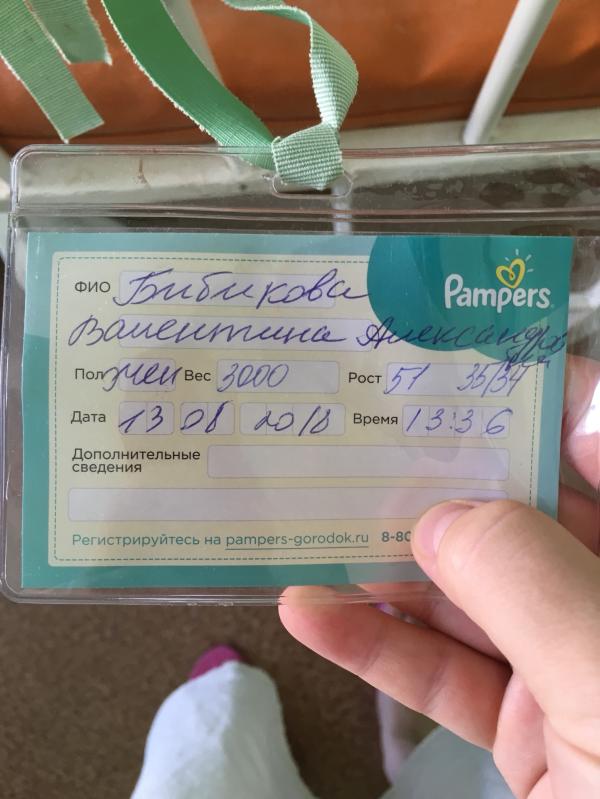 Pampers
ФИО Бибикова
Валентина Александров
Пол жен Вес 3000 Рост 51 35/34
Дата 13 08 2018 Время 13:36
Дополнительные
сведения
Регистрируйтесь на pampers-gorodok.ru 8-80